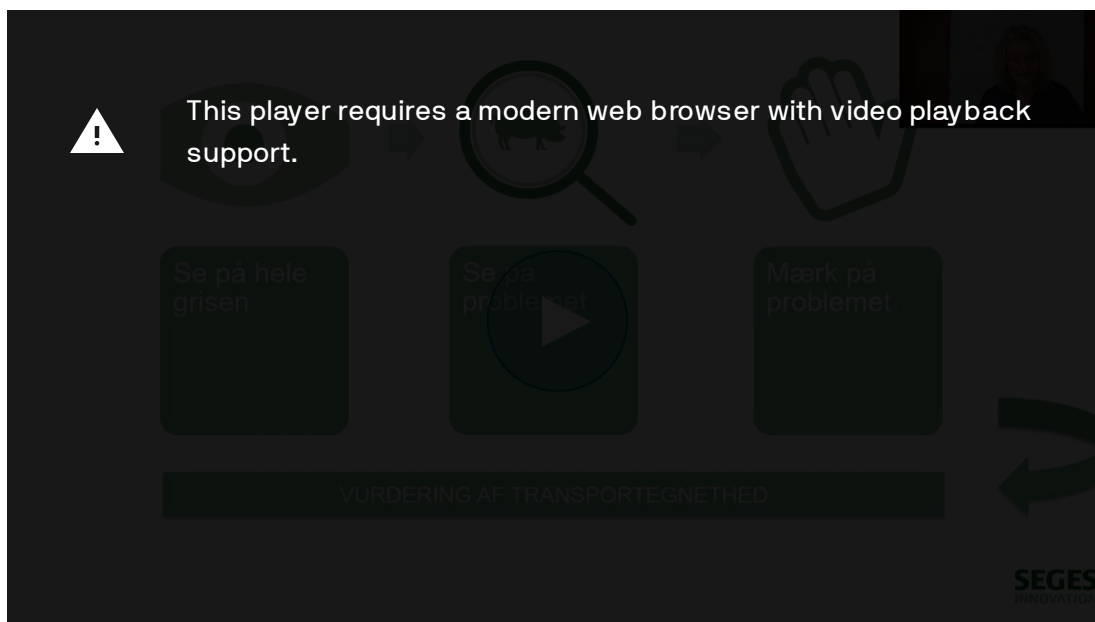 This player requires a modern web browser with video playback
support.
Se på hele
grisen
Se på
problemet
Mærk på
problemet
VURDERING AF TRANSPORTEGNETHED
SEGES
INNOVATION